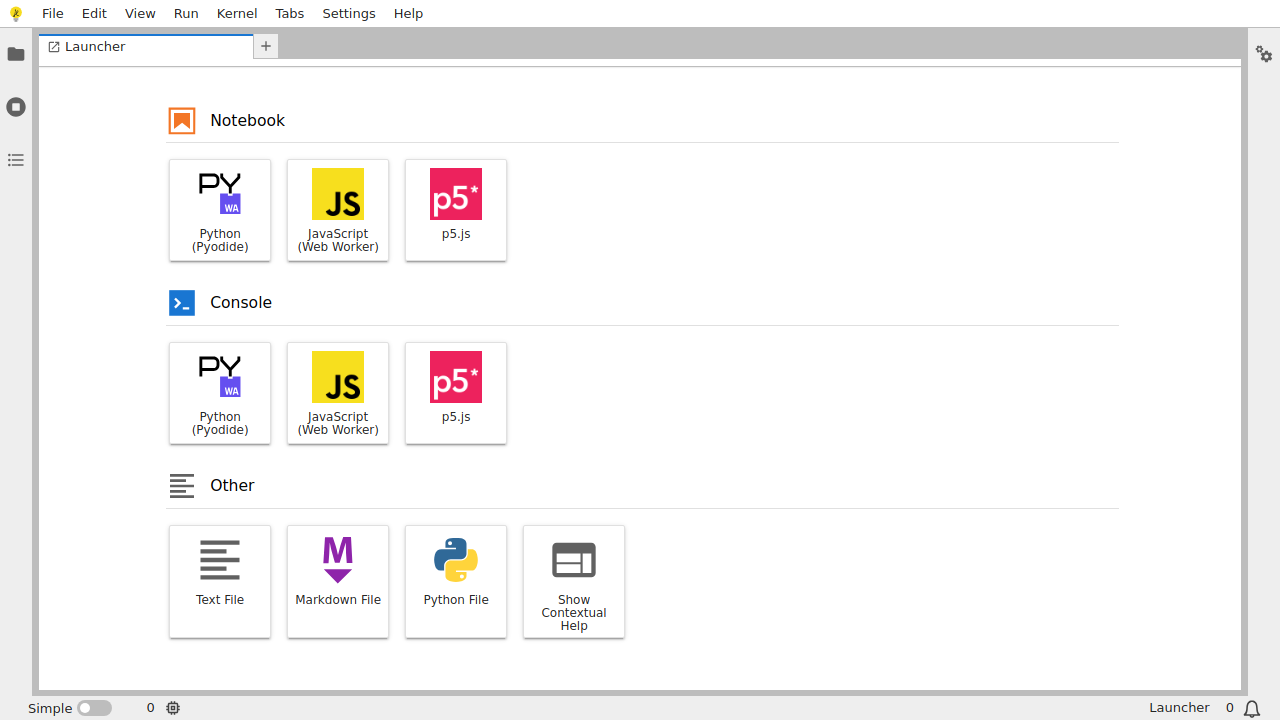 File Edit View Run Kernel Tabs Settings Help
Launcher
Notebook
PY
WA
Python
(Pyodide)
JS
JavaScript
(Web Worker)
p5*
p5.js
Console
PY
WA
Python
(Pyodide)
JS
JavaScript
(Web Worker)
p5*
p5.js
Other
Text File
M
Markdown File
Python File
Show
Contextual
Help
Simple 0 Launcher 0